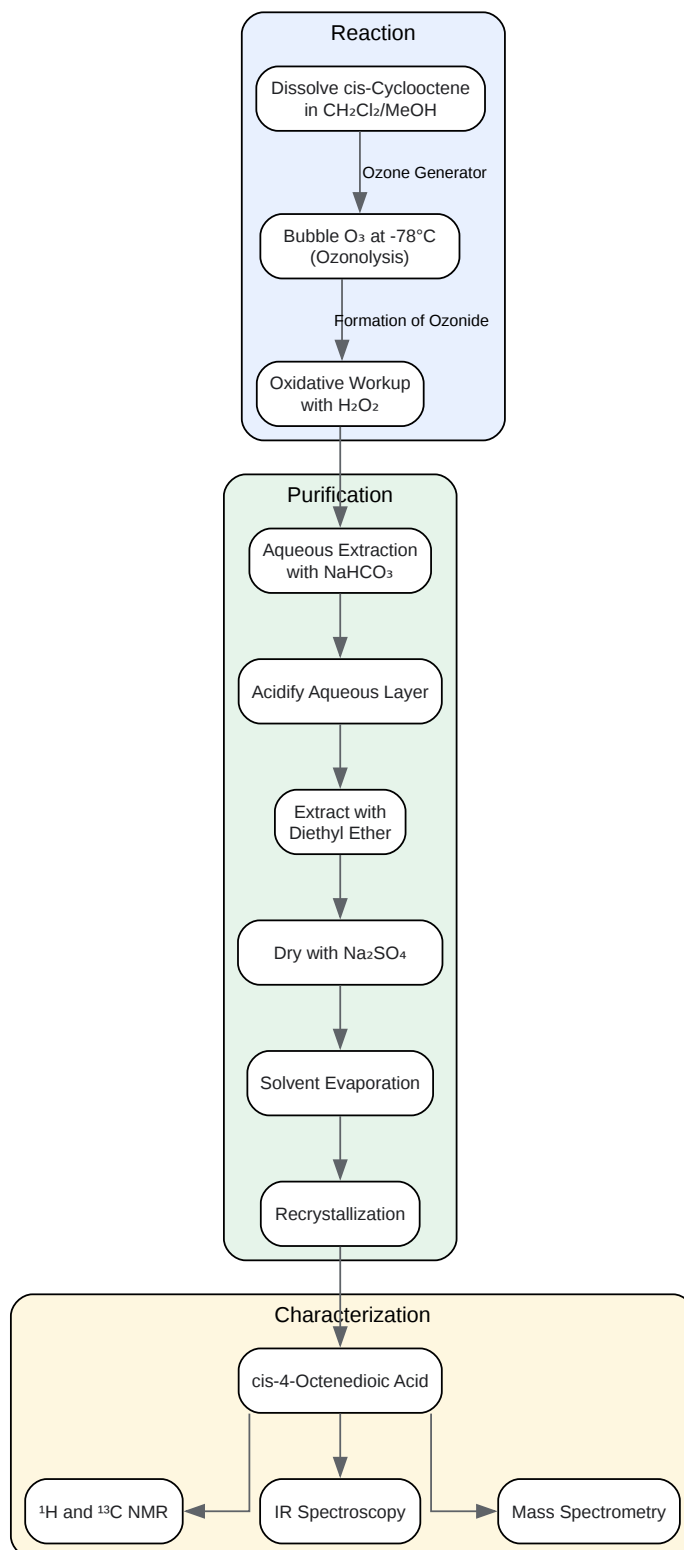 Reaction
Dissolve cis-Cyclooctene
in CH₂Cl₂/MeOH
Ozone Generator
Bubble O₃ at -78°C
(Ozonolysis)
Formation of Ozonide
Oxidative Workup
with H₂O₂
Purification
Aqueous Extraction
with NaHCO₃
Acidify Aqueous Layer
Extract with
Diethyl Ether
Dry with Na₂SO₄
Solvent Evaporation
Recrystallization
Characterization
cis-4-Octenedioic Acid
¹H and ¹³C NMR
IR Spectroscopy
Mass Spectrometry